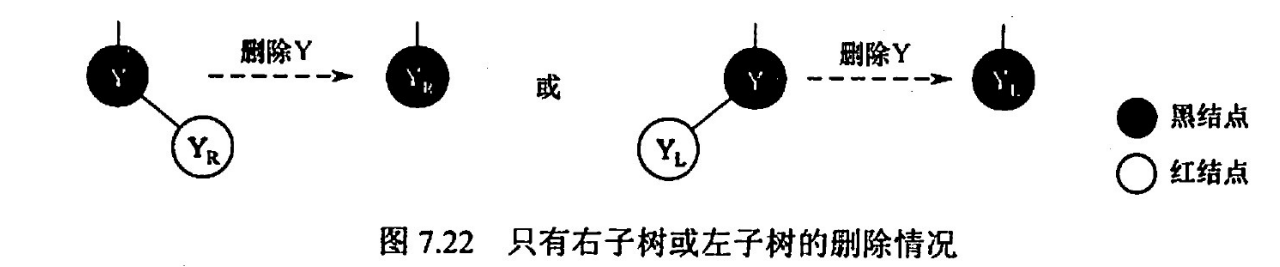 删除Y 删除Y
Y Y_R 或 Y Y_L
黑结点
Y_R Y_L
红结点
图 7.22 只有右子树或左子树的删除情况